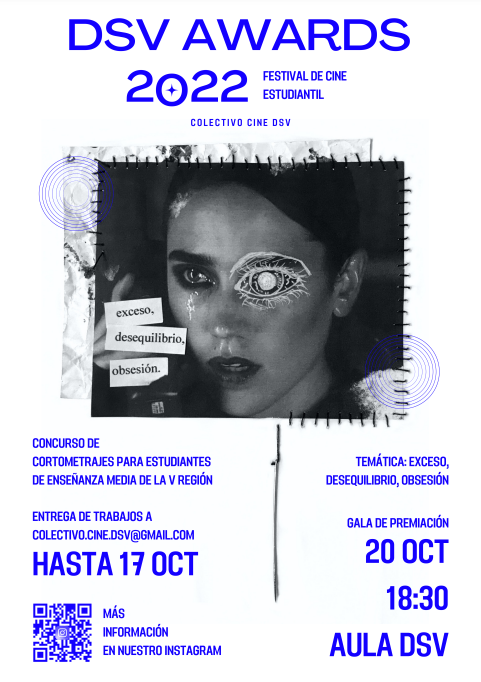 DSV AWARDS
2022
FESTIVAL DE CINE
ESTUDIANTIL
COLECTIVO CINE DSV
exceso,
desequilibrio,
obsesión.
CONCURSO DE
CORTOMETRAJES PARA ESTUDIANTES
DE ENSEÑANZA MEDIA DE LA V REGIÓN
ENTREGA DE TRABAJOS A
COLECTIVO.CINE.DSV@GMAIL.COM
HASTA 17 OCT
MÁS
INFORMACIÓN
EN NUESTRO INSTAGRAM
TEMÁTICA: EXCESO,
DESEQUILIBRIO, OBSESIÓN
GALA DE PREMIACIÓN
20 OCT
18:30
AULA DSV